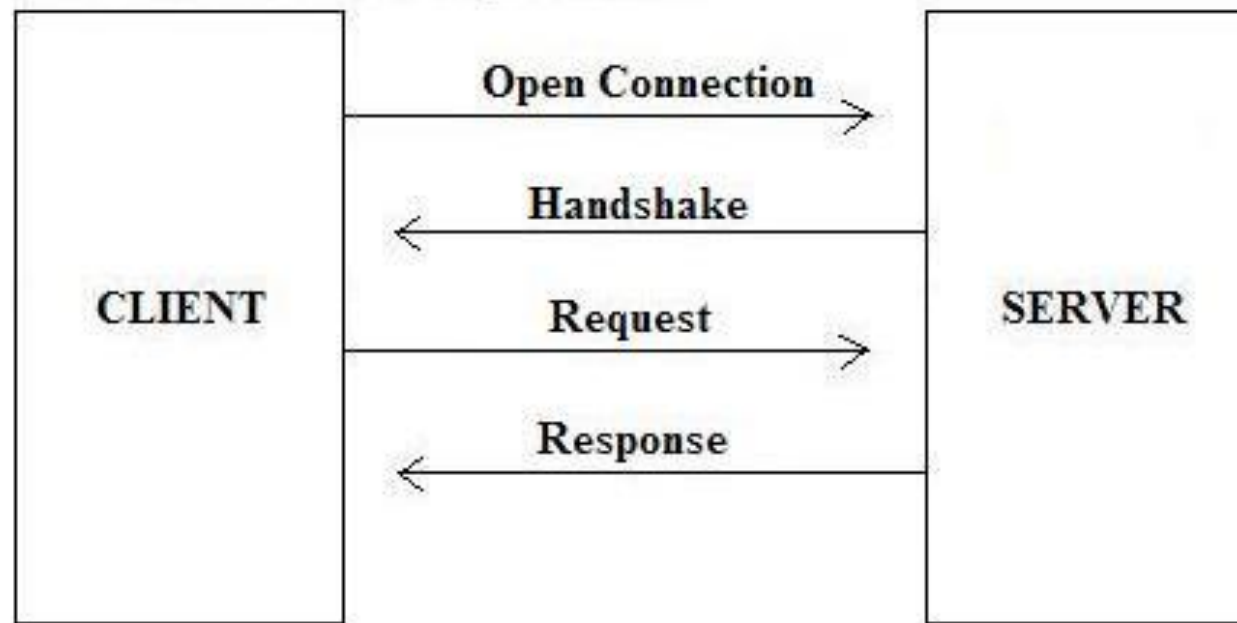 Open Connection
Handshake
CLIENT
Request
SERVER
Response